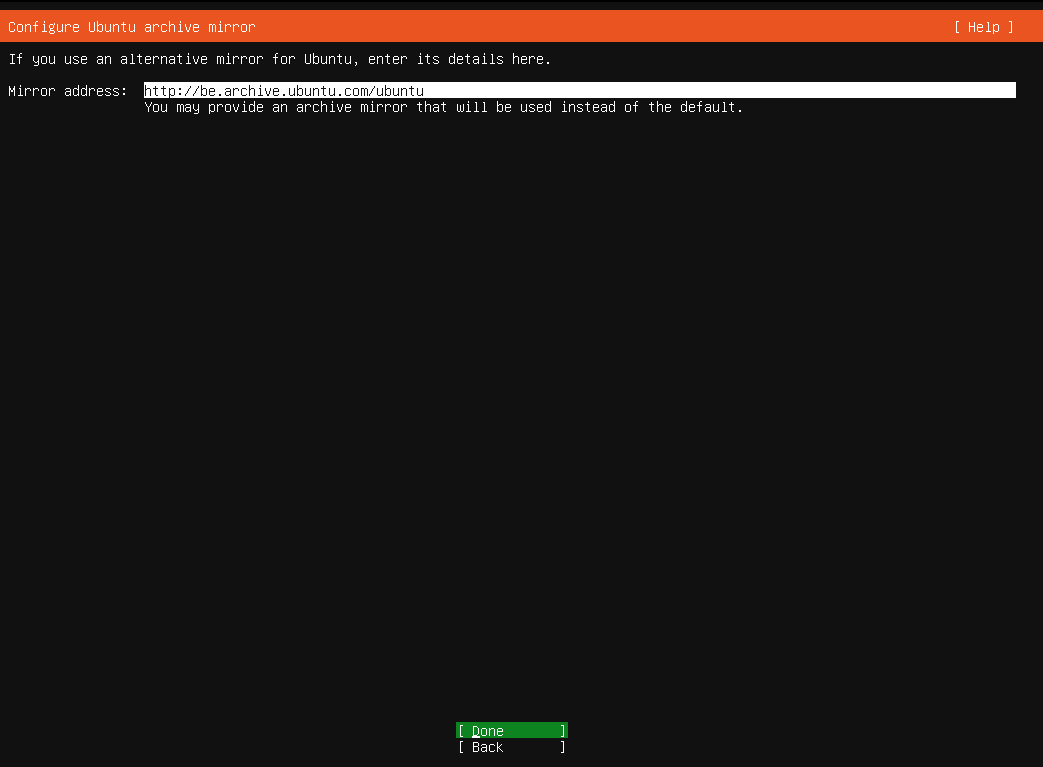 Configure Ubuntu archive mirror [ Help ]
If you use an alternative mirror for Ubuntu, enter its details here.
Mirror address: http://be.archive.ubuntu.com/ubuntu
You may provide an archive mirror that will be used instead of the default.
[ Done ]
[ Back ]